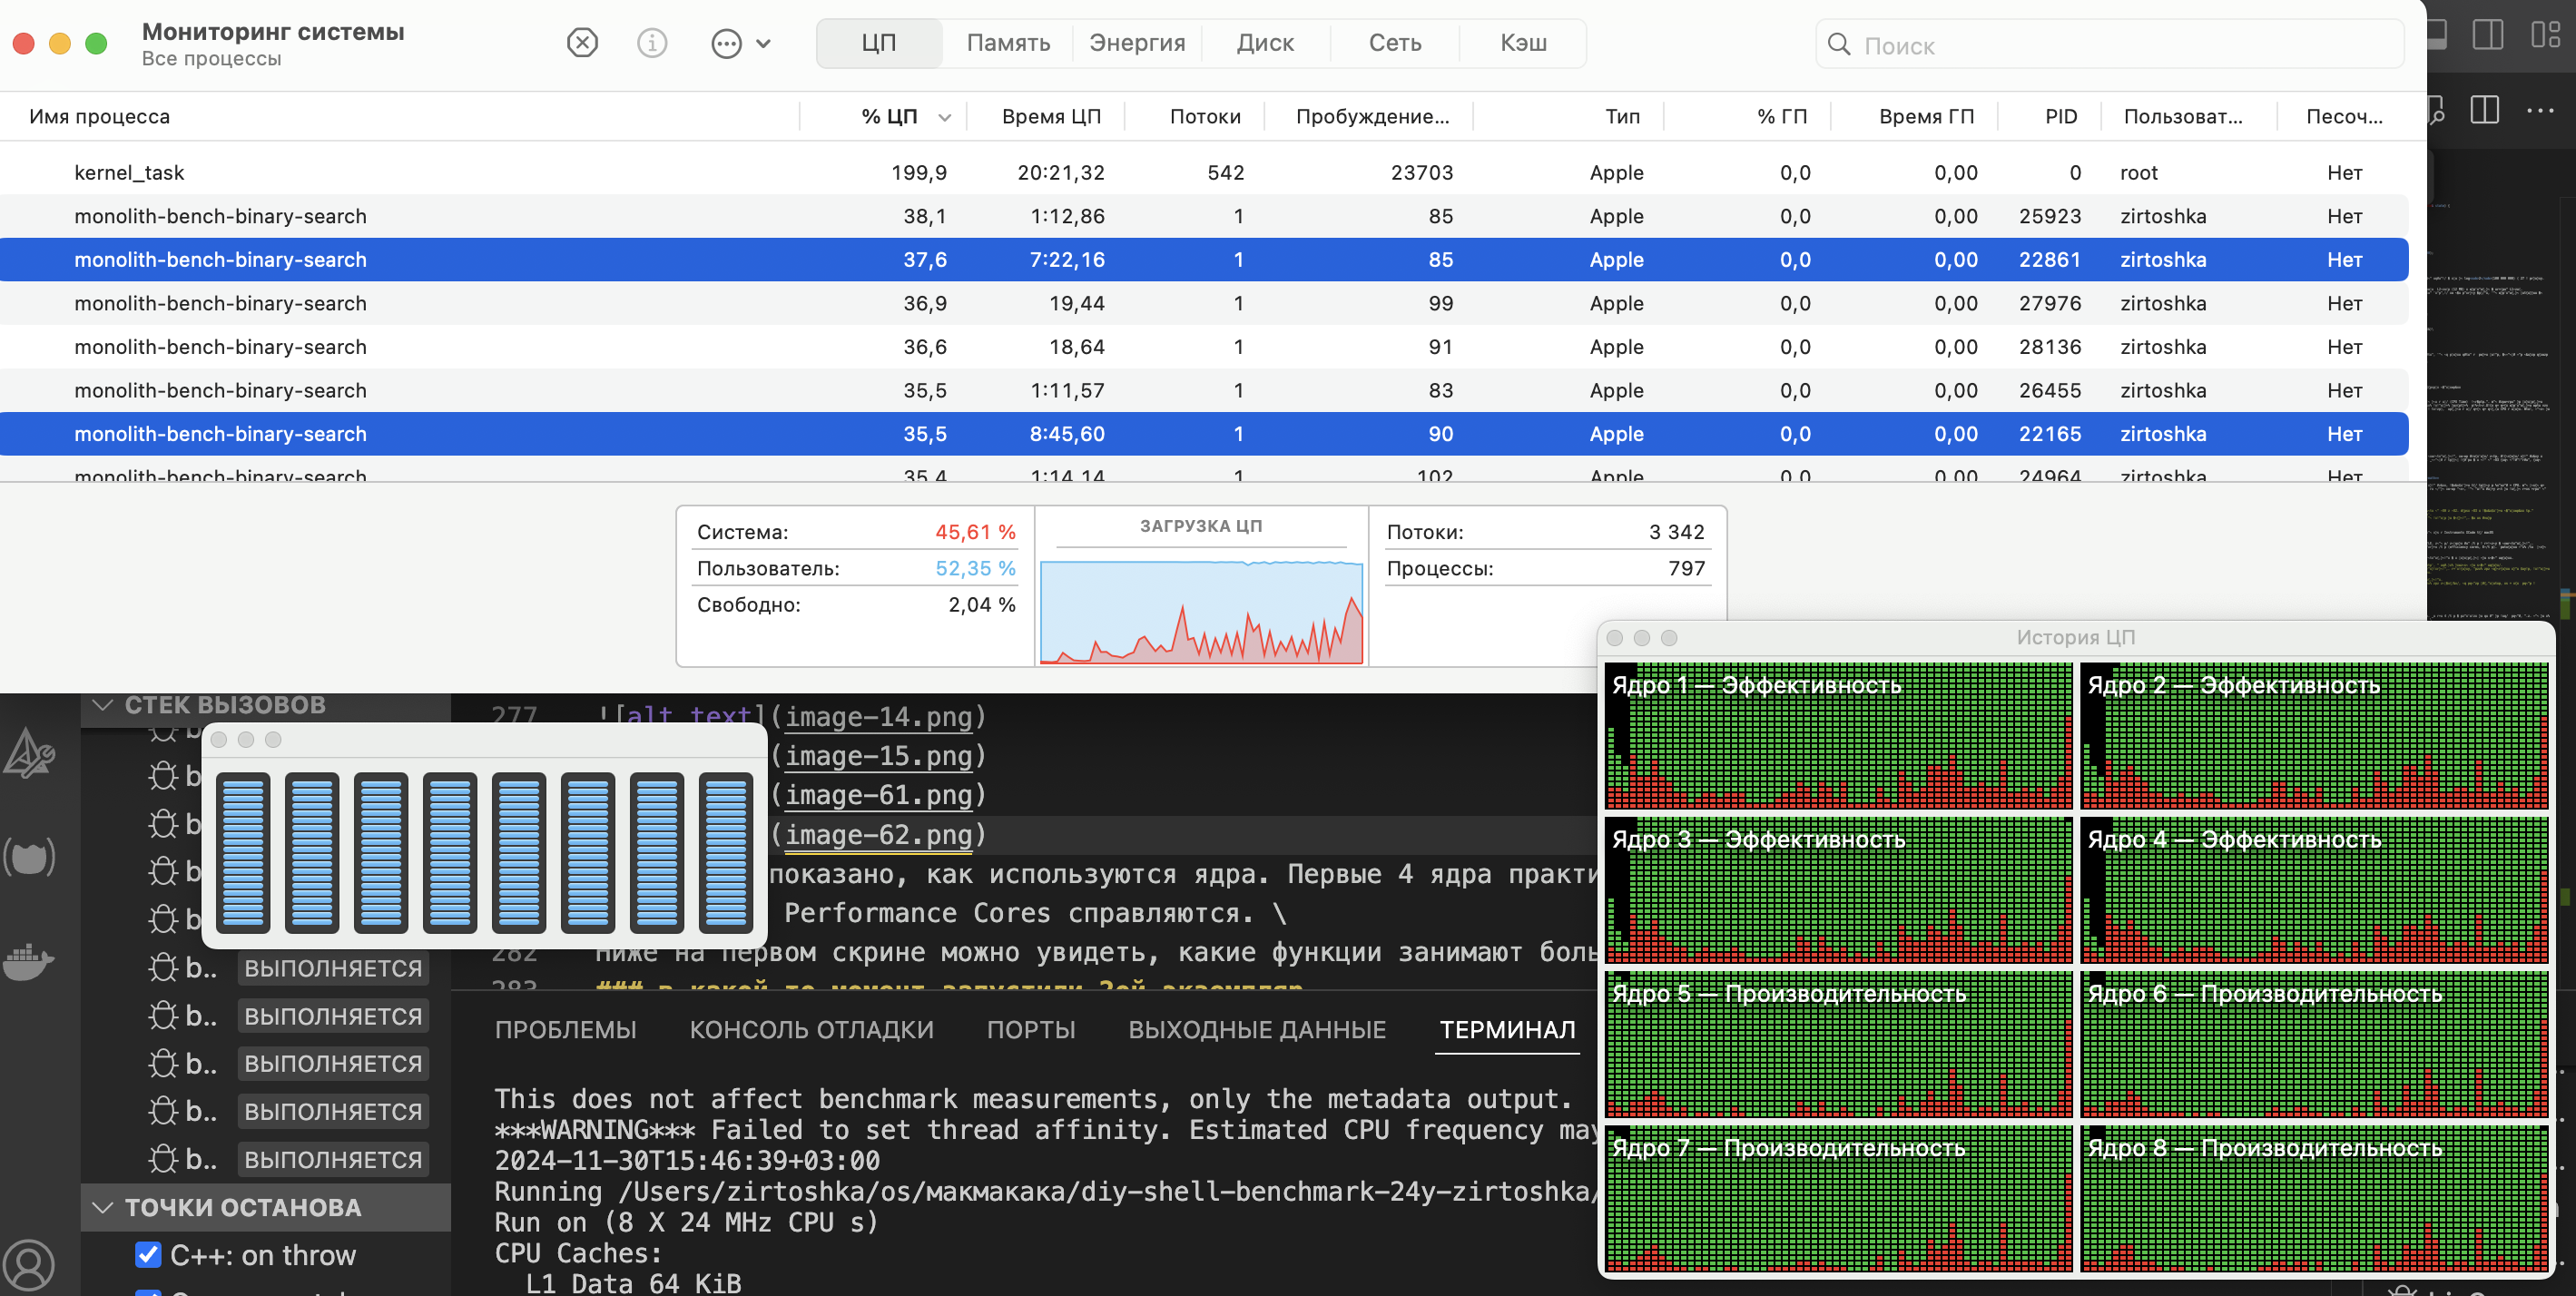 Мониторинг системы
Все процессы
ЦП Память Энергия Диск Сеть Кэш
Поиск
Имя процесса % ЦП Время ЦП Потоки Пробуждение... Тип % ГП Время ГП PID Пользоват... Песоч...
kernel_task 199,9 20:21,32 542 23703 Apple 0,0 0,00 0 root Нет
monolith-bench-binary-search 38,1 1:12,86 1 85 Apple 0,0 0,00 25923 zirtoshka Нет
monolith-bench-binary-search 37,6 7:22,16 1 85 Apple 0,0 0,00 22861 zirtoshka Нет
monolith-bench-binary-search 36,9 19,44 1 99 Apple 0,0 0,00 27976 zirtoshka Нет
monolith-bench-binary-search 36,6 18,64 1 91 Apple 0,0 0,00 28136 zirtoshka Нет
monolith-bench-binary-search 35,5 1:11,57 1 83 Apple 0,0 0,00 26455 zirtoshka Нет
monolith-bench-binary-search 35,5 8:45,60 1 90 Apple 0,0 0,00 22165 zirtoshka Нет
monolith-bench-binary-search 35,4 1:14,14 1 102 Apple 0,0 0,00 24964 zirtoshka Нет
Система: 45,61 %
Пользователь: 52,35 %
Свободно: 2,04 %
ЗАГРУЗКА ЦП
Потоки: 3 342
Процессы: 797
История ЦП
Ядро 1 — Эффективность
Ядро 2 — Эффективность
Ядро 3 — Эффективность
Ядро 4 — Эффективность
Ядро 5 — Производительность
Ядро 6 — Производительность
Ядро 7 — Производительность
Ядро 8 — Производительность
СТЕК ВЫЗОВОВ
b
b
b
b
b
b.. ВЫПОЛНЯЕТСЯ
b.. ВЫПОЛНЯЕТСЯ
b.. ВЫПОЛНЯЕТСЯ
b.. ВЫПОЛНЯЕТСЯ
b.. ВЫПОЛНЯЕТСЯ
ТОЧКИ ОСТАНОВА
C++: on throw
277 ![alt text](image-14.png)
(image-15.png)
(image-61.png)
(image-62.png)
показано, как используются ядра. Первые 4 ядра практи
Performance Cores справляются. \
282 Ниже на первом скрине можно увидеть, какие функции занимают боль
283 ### в какой то момент запустили 2ой экземпляр
ПРОБЛЕМЫ КОНСОЛЬ ОТЛАДКИ ПОРТЫ ВЫХОДНЫЕ ДАННЫЕ ТЕРМИНАЛ
This does not affect benchmark measurements, only the metadata output.
***WARNING*** Failed to set thread affinity. Estimated CPU frequency may
2024-11-30T15:46:39+03:00
Running /Users/zirtoshka/os/макмакака/diy-shell-benchmark-24y-zirtoshka/
Run on (8 X 24 MHz CPU s)
CPU Caches:
L1 Data 64 KiB